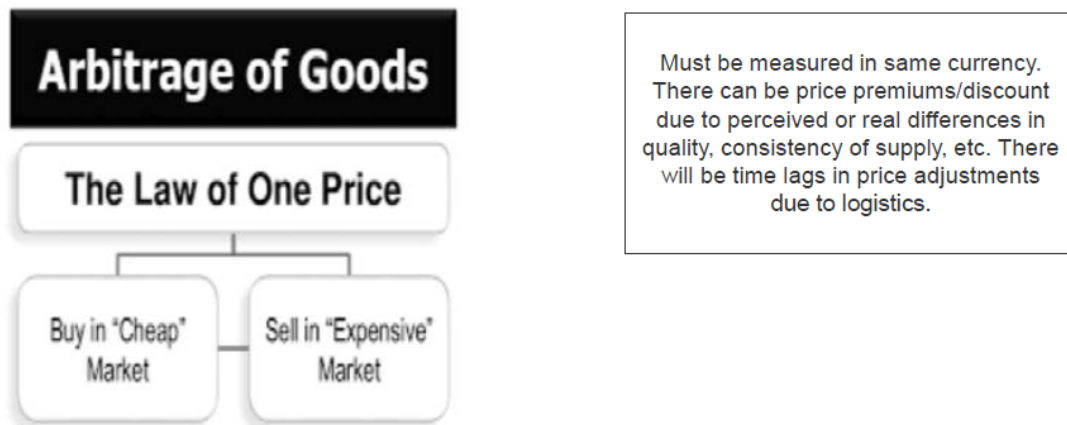 Arbitrage of Goods
The Law of One Price
Buy in "Cheap"
Market
Sell in "Expensive"
Market
Must be measured in same currency.
There can be price premiums/discount
due to perceived or real differences in
quality, consistency of supply, etc. There
will be time lags in price adjustments
due to logistics.